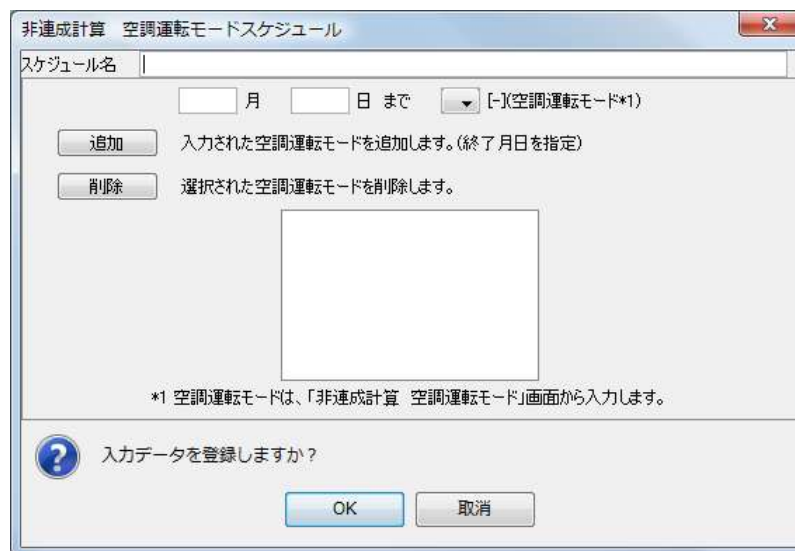 非連成計算 空調運転モードスケジュール
スケジュール名
月 日 まで [-](空調運転モード*1)
追加 入力された空調運転モードを追加します。(終了月日を指定)
削除 選択された空調運転モードを削除します。
*1 空調運転モードは、「非連成計算 空調運転モード」画面から入力します。
入力データを登録しますか?
OK 取消